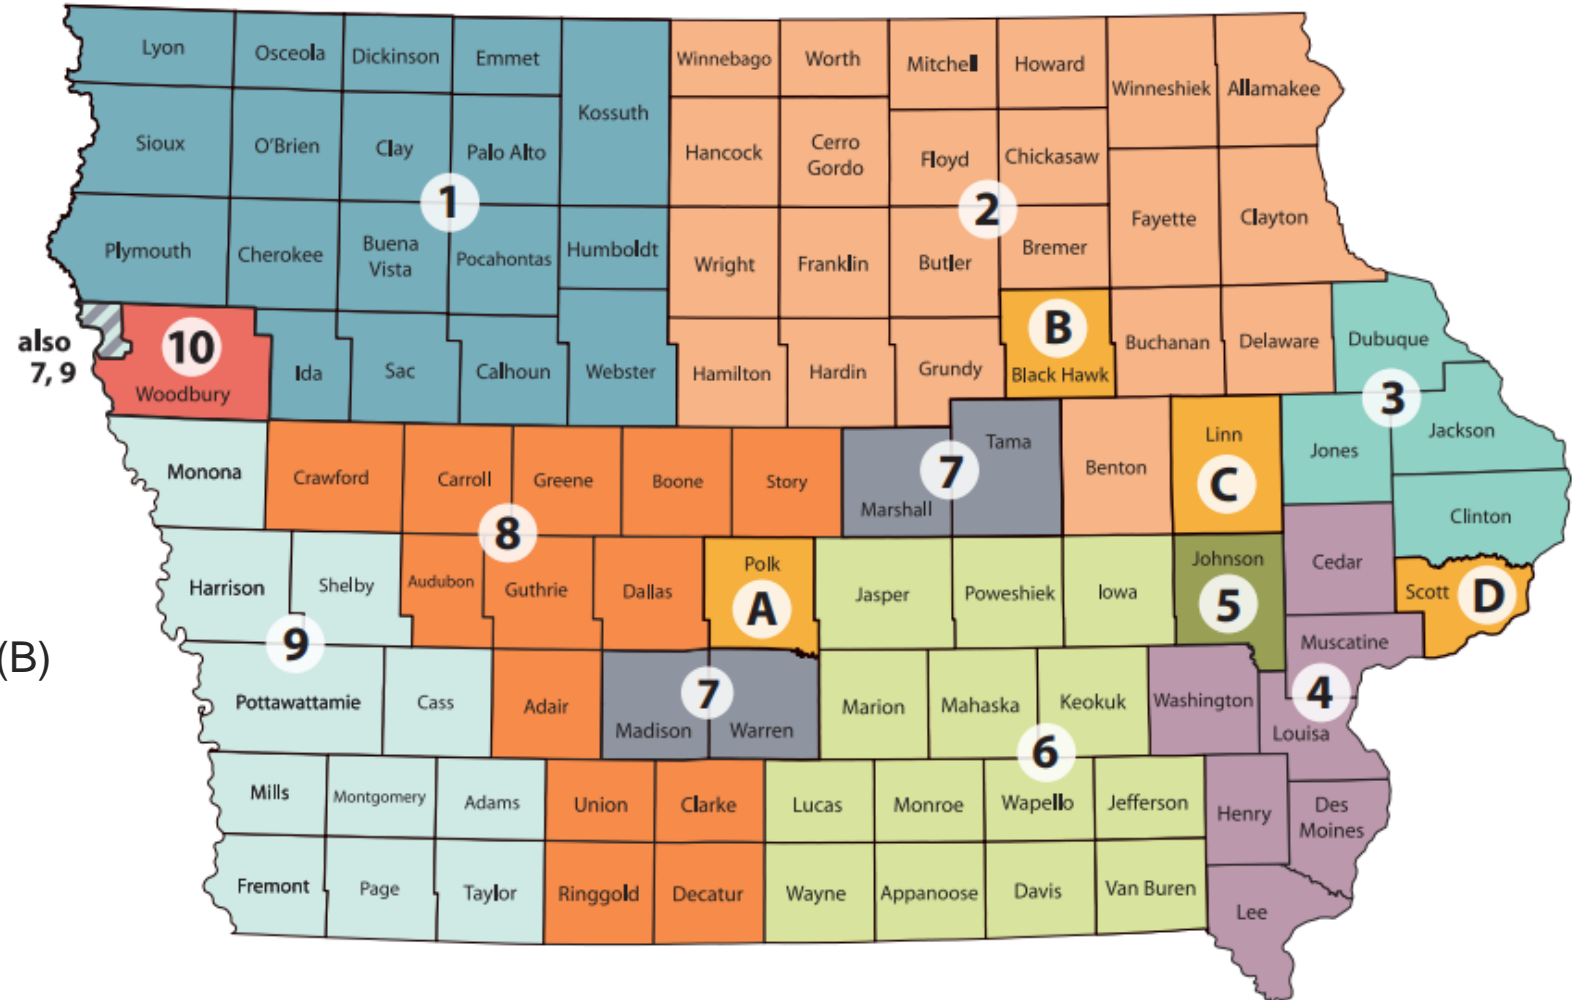 Lyon
Osceola
Dickinson
Emmet
Kossuth
Winnebago
Worth
Mitchell
Howard
Winneshiek
Allamakee
Sioux
O'Brien
Clay
Palo Alto
Hancock
Cerro
Gordo
Floyd
Chickasaw
1
2
Fayette
Clayton
Plymouth
Cherokee
Buena
Vista
Pocahontas
Humboldt
Wright
Franklin
Butler
Bremer
also
7, 9
10
Woodbury
Ida
Sac
Calhoun
Webster
Hamilton
Hardin
Grundy
B
Black Hawk
Buchanan
Delaware
Dubuque
3
Monona
Crawford
Carroll
Greene
Boone
Story
Marshall
7
Tama
Benton
Linn
C
Jones
Jackson
Clinton
8
Harrison
Shelby
Audubon
Guthrie
Dallas
Polk
A
Jasper
Poweshiek
Iowa
Johnson
5
Cedar
Scott
D
(B)
9
Muscatine
4
Pottawattamie
Cass
Adair
Madison
7
Warren
Marion
Mahaska
Keokuk
Washington
Louisa
6
Mills
Montgomery
Adams
Union
Clarke
Lucas
Monroe
Wapello
Jefferson
Henry
Des
Moines
Fremont
Page
Taylor
Ringgold
Decatur
Wayne
Appanoose
Davis
Van Buren
Lee